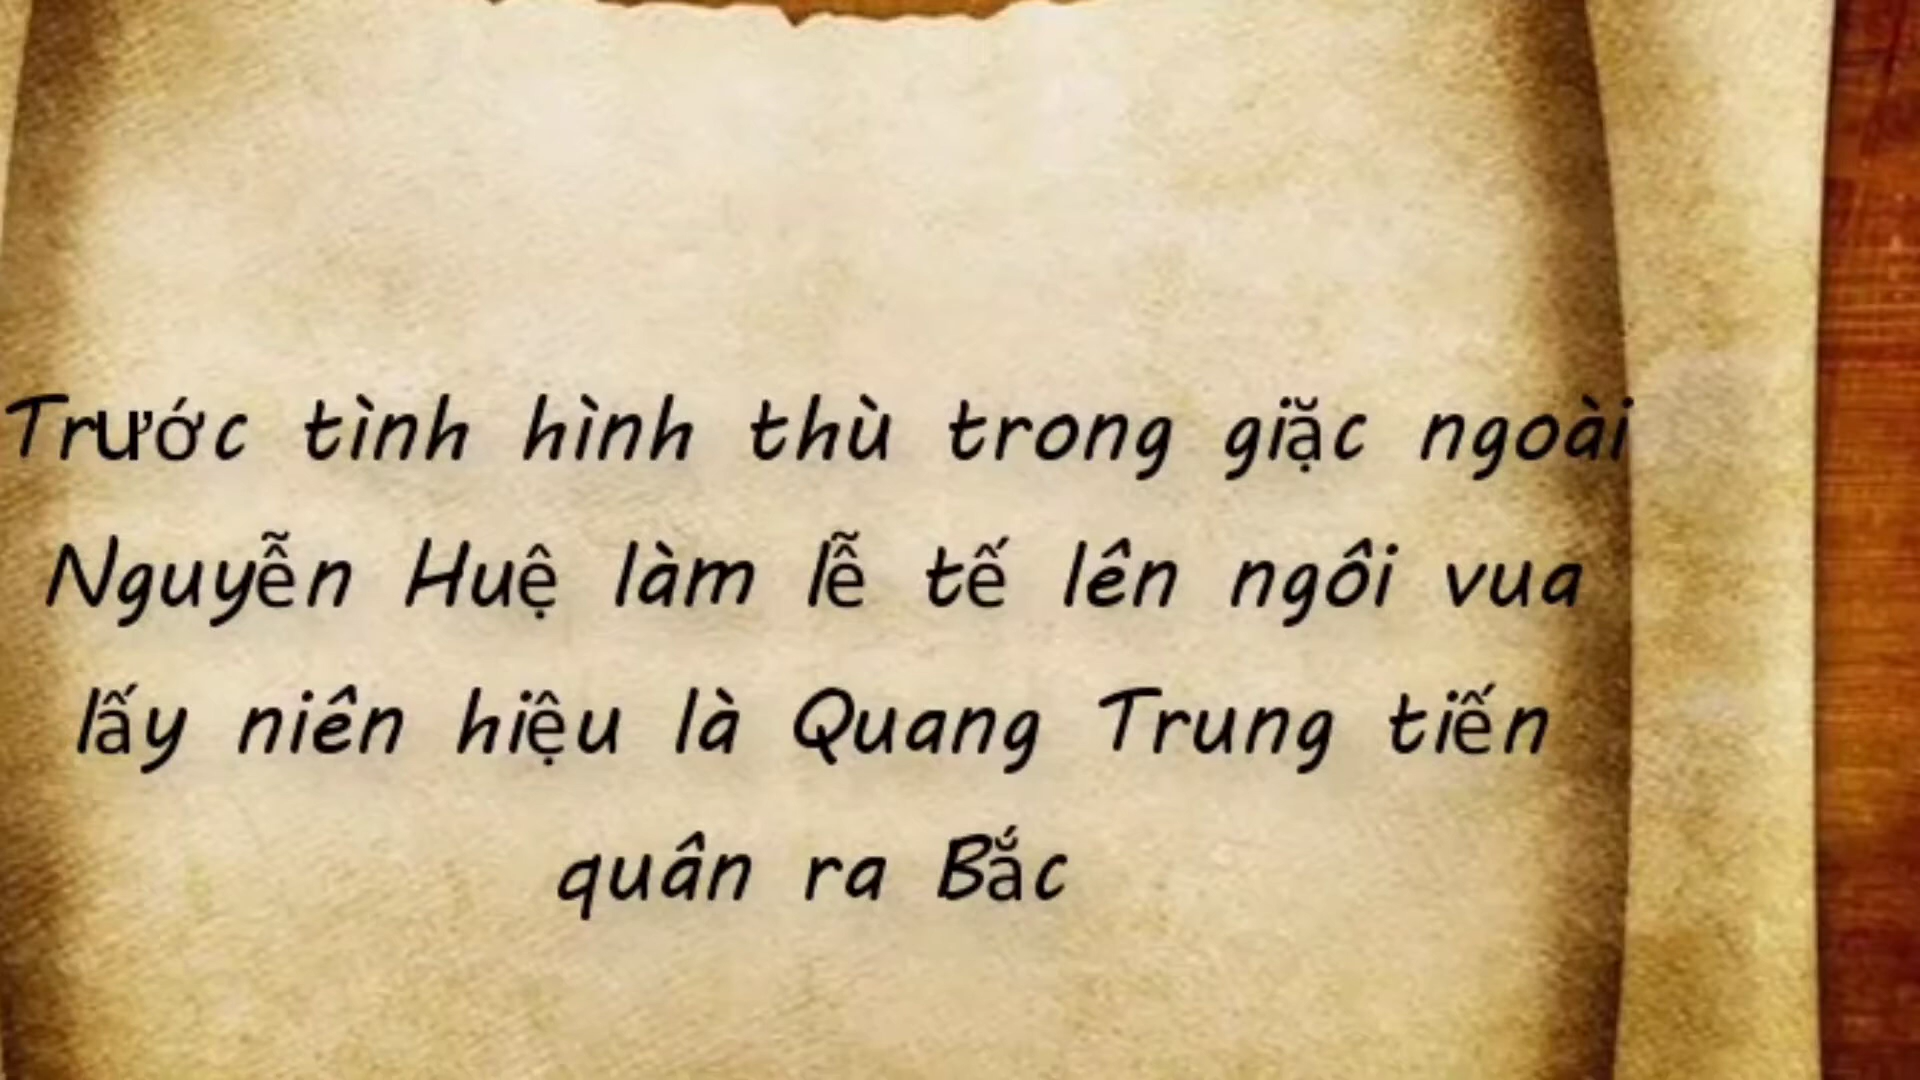 Trước tình hình thù trong giặc ngoài
Nguyễn Huệ làm lễ tế lên ngôi vua
lấy niên hiệu là Quang Trung tiến
quân ra Bắc